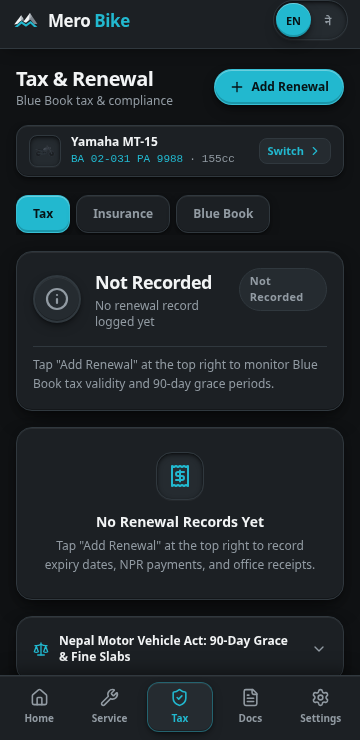 Mero Bike
EN
ने
Tax & Renewal
Blue Book tax & compliance
Add Renewal
Yamaha MT-15
BA 02-031 PA 9988 · 155cc
Switch
Tax
Insurance
Blue Book
Not Recorded
No renewal record
logged yet
Not
Recorded
Tap "Add Renewal" at the top right to monitor Blue
Book tax validity and 90-day grace periods.
No Renewal Records Yet
Tap "Add Renewal" at the top right to record
expiry dates, NPR payments, and office receipts.
Nepal Motor Vehicle Act: 90-Day Grace
& Fine Slabs
Home
Service
Tax
Docs
Settings